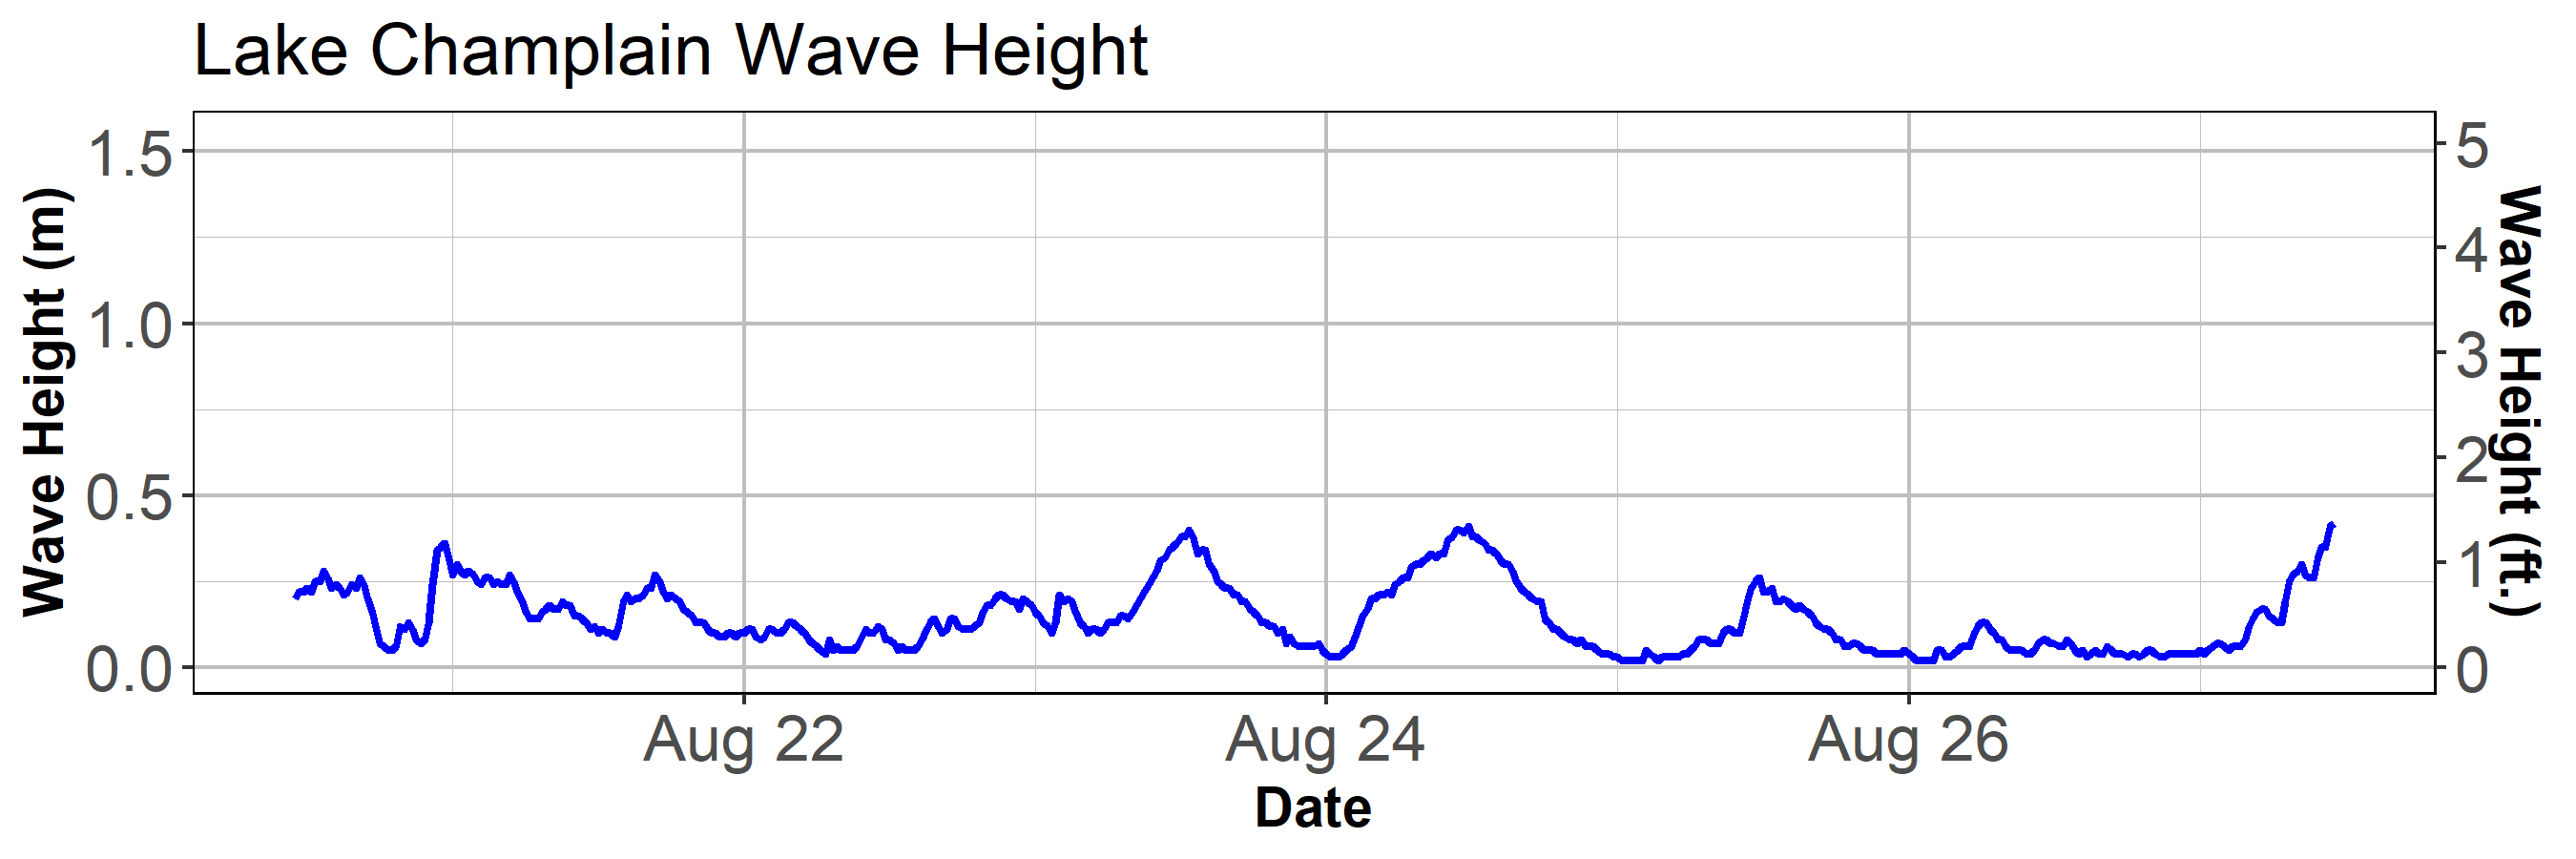 Lake Champlain Wave Height
Wave Height (m)
1.5
1.0
0.5
0.0
5
4
3
2
1
0
Wave Height (ft.)
Aug 22
Aug 24
Aug 26
Date